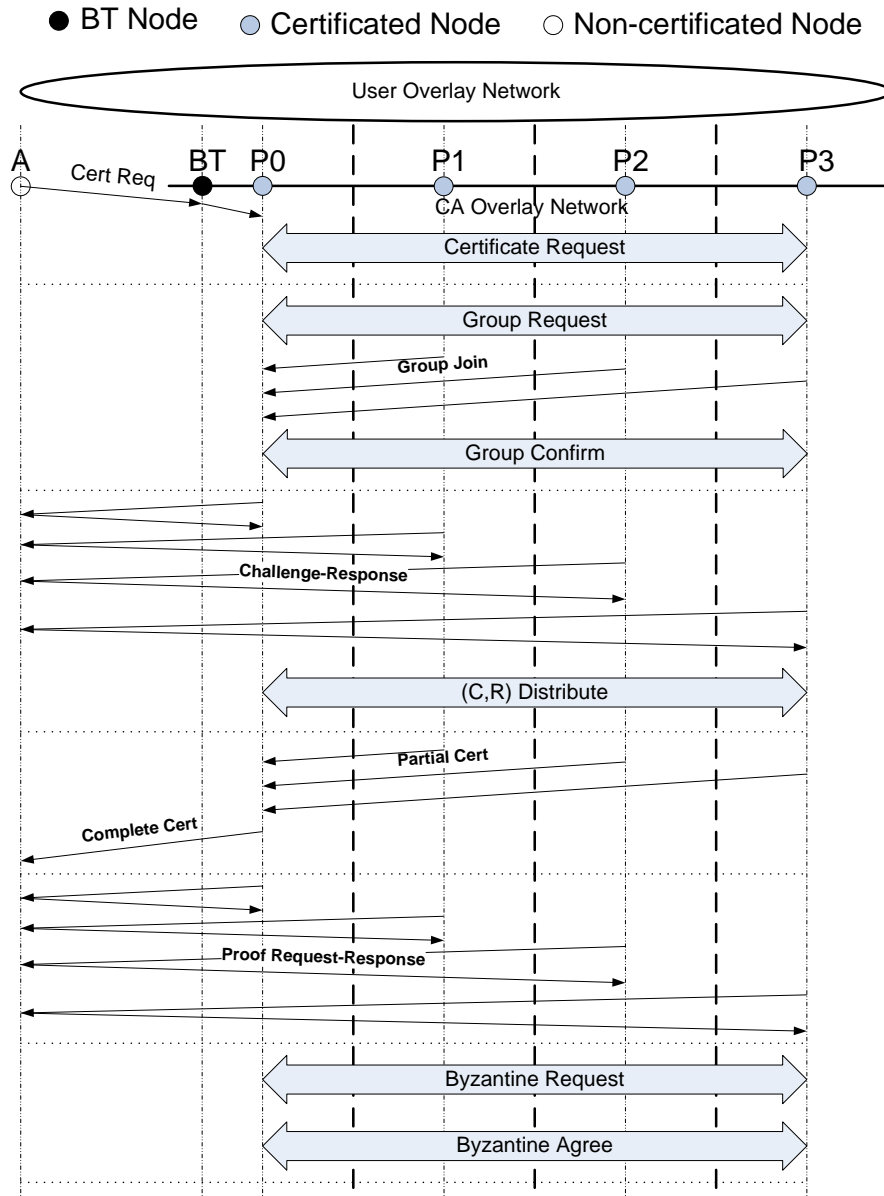 BT Node Certificated Node Non-certificated Node
User Overlay Network
A BT P0 P1 P2 P3
Cert Req
CA Overlay Network
Certificate Request
Group Request
Group Join
Group Confirm
Challenge-Response
(C,R) Distribute
Partial Cert
Complete Cert
Proof Request-Response
Byzantine Request
Byzantine Agree